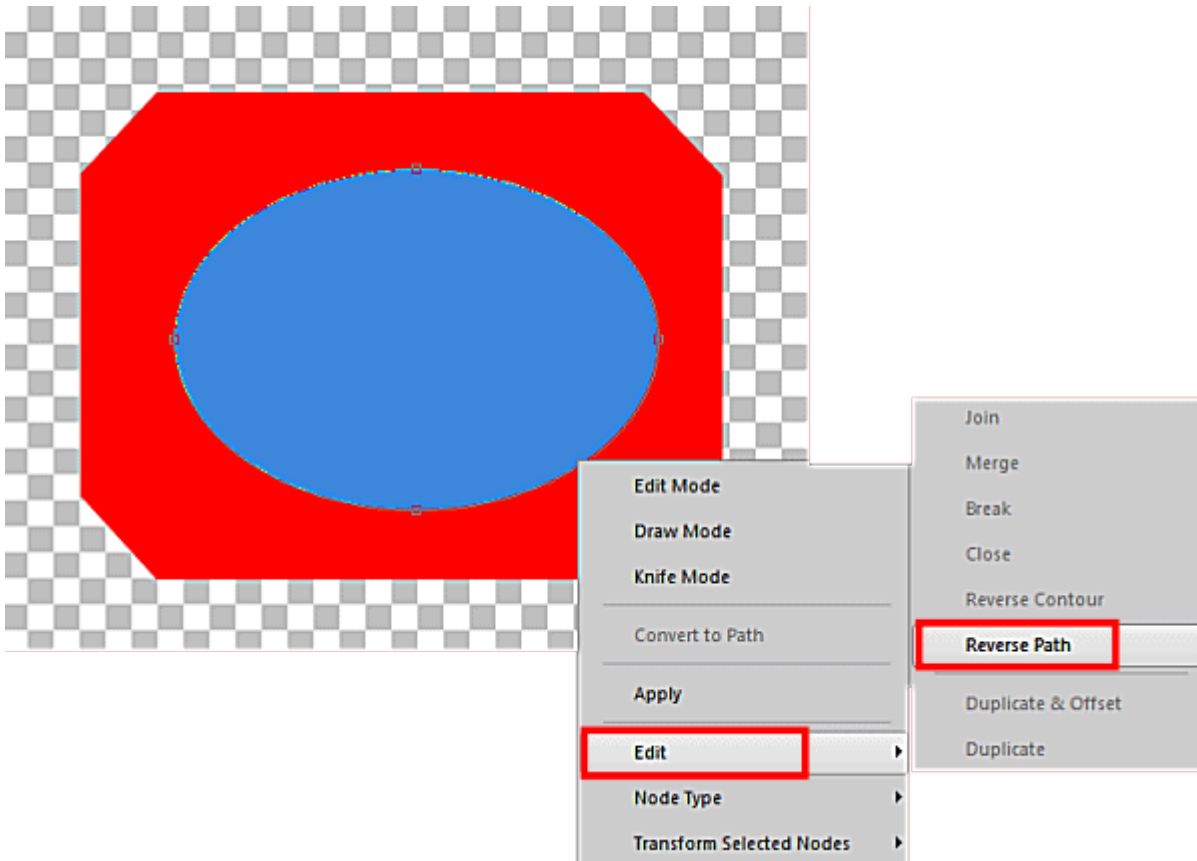 Edit Mode
Draw Mode
Knife Mode
Convert to Path
Apply
Edit
Node Type
Transform Selected Nodes
Join
Merge
Break
Close
Reverse Contour
Reverse Path
Duplicate & Offset
Duplicate